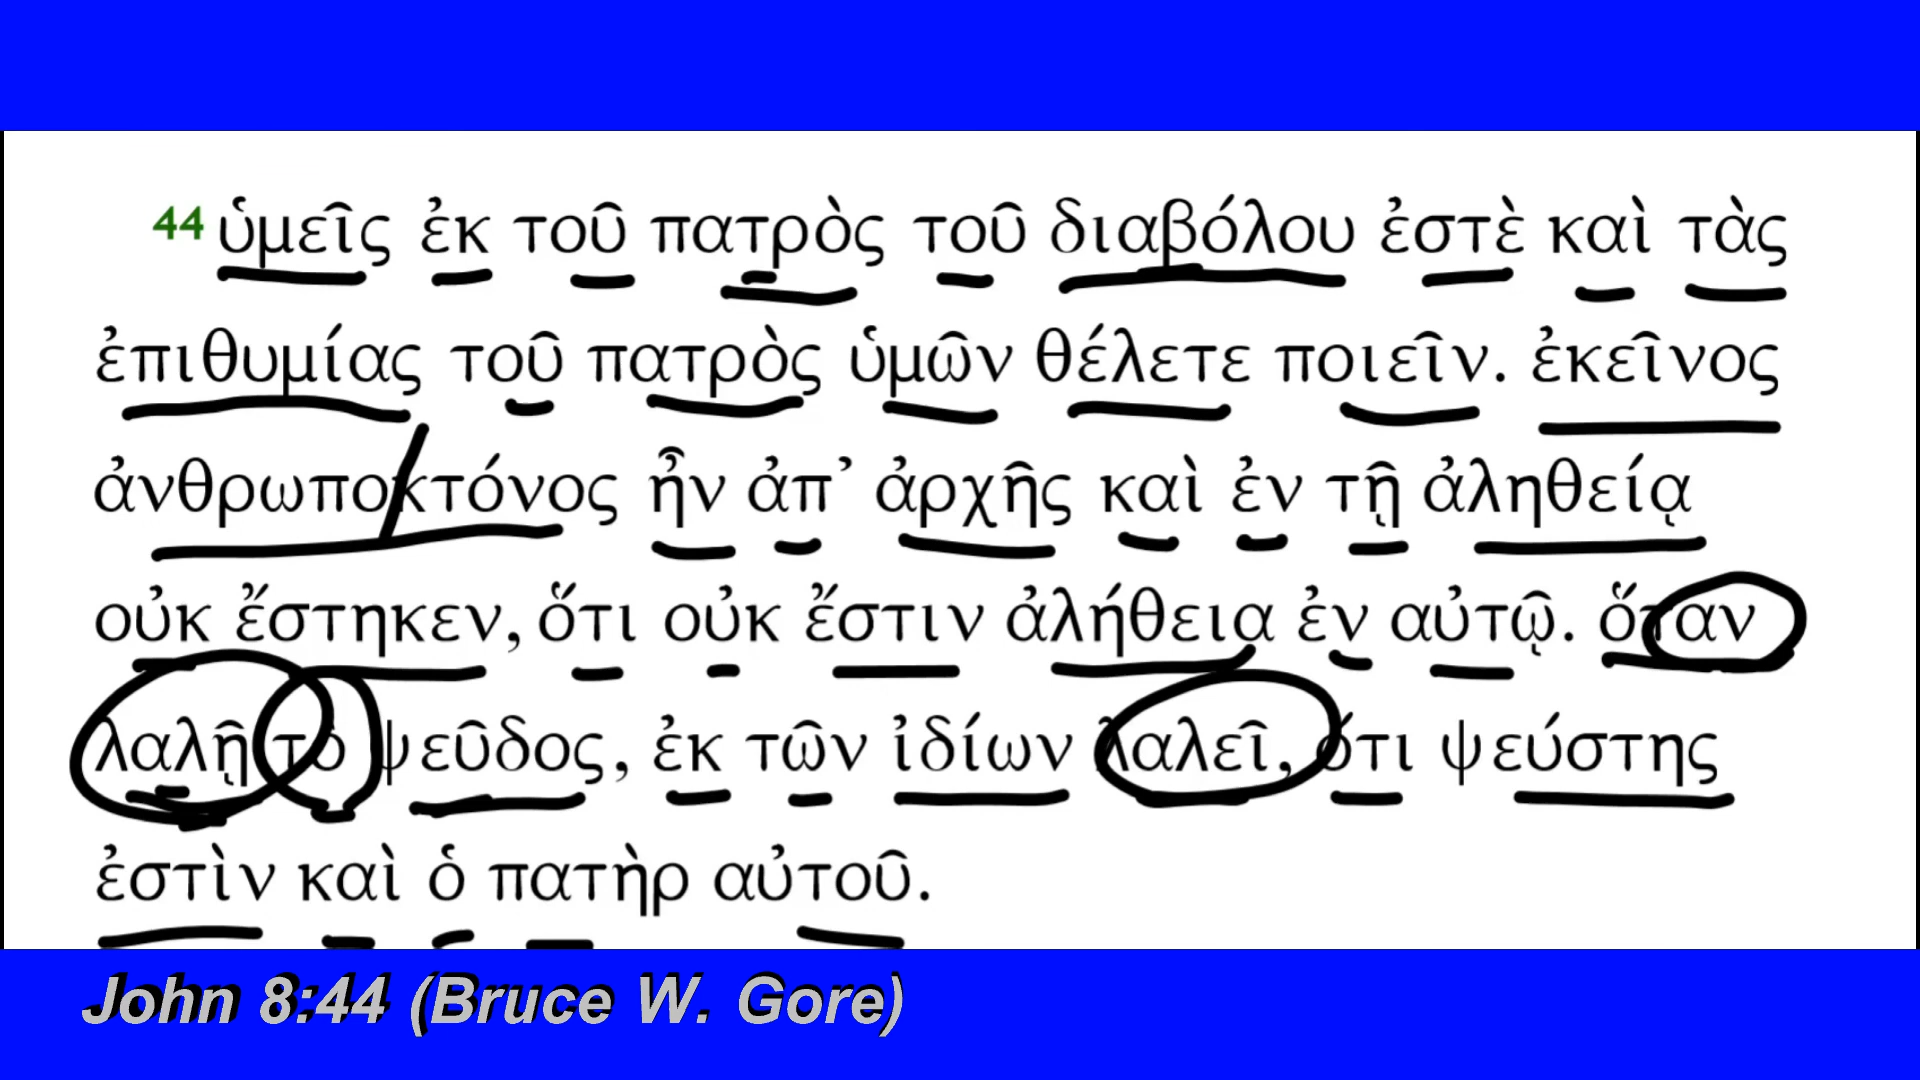 44 ὑμεῖς ἐκ τοῦ πατρὸς τοῦ διαβόλου ἐστὲ καὶ τὰς
ἐπιθυμίας τοῦ πατρὸς ὑμῶν θέλετε ποιεῖν. ἐκεῖνος
ἀνθρωποκτόνος ἦν ἀπ’ ἀρχῆς καὶ ἐν τῇ ἀληθείᾳ
οὐκ ἔστηκεν, ὅτι οὐκ ἔστιν ἀλήθεια ἐν αὐτῷ. ὅταν
λαλῇ τὸ ψεῦδος, ἐκ τῶν ἰδίων λαλεῖ, ὅτι ψεύστης
ἐστὶν καὶ ὁ πατὴρ αὐτοῦ.
John 8:44 (Bruce W. Gore)